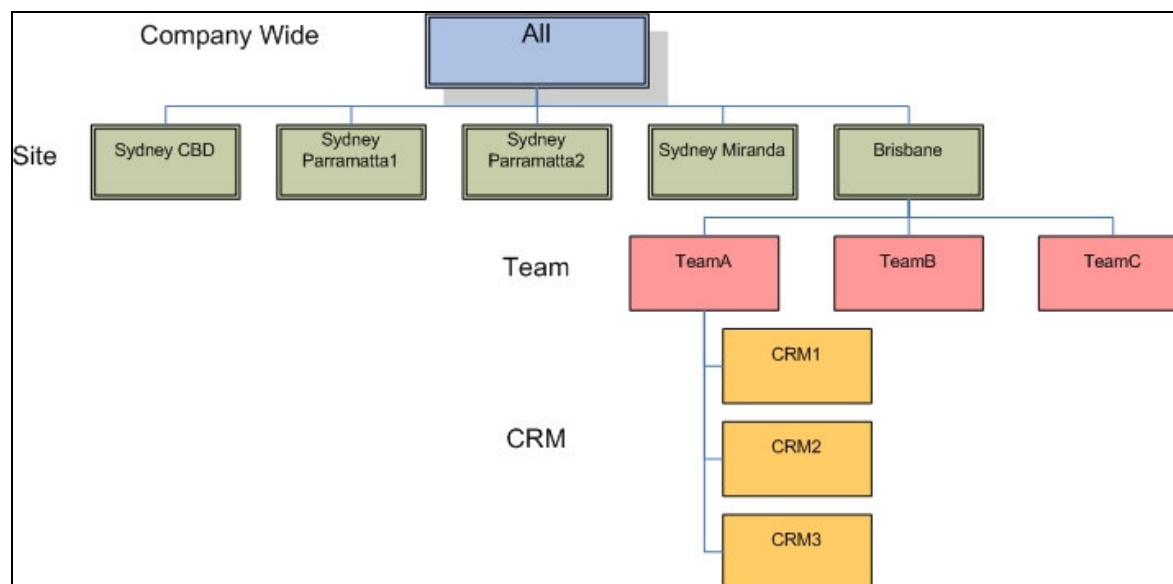 Company Wide
All
Site
Sydney CBD
Sydney
Parramatta1
Sydney
Parramatta2
Sydney Miranda
Brisbane
Team
TeamA
TeamB
TeamC
CRM1
CRM
CRM2
CRM3